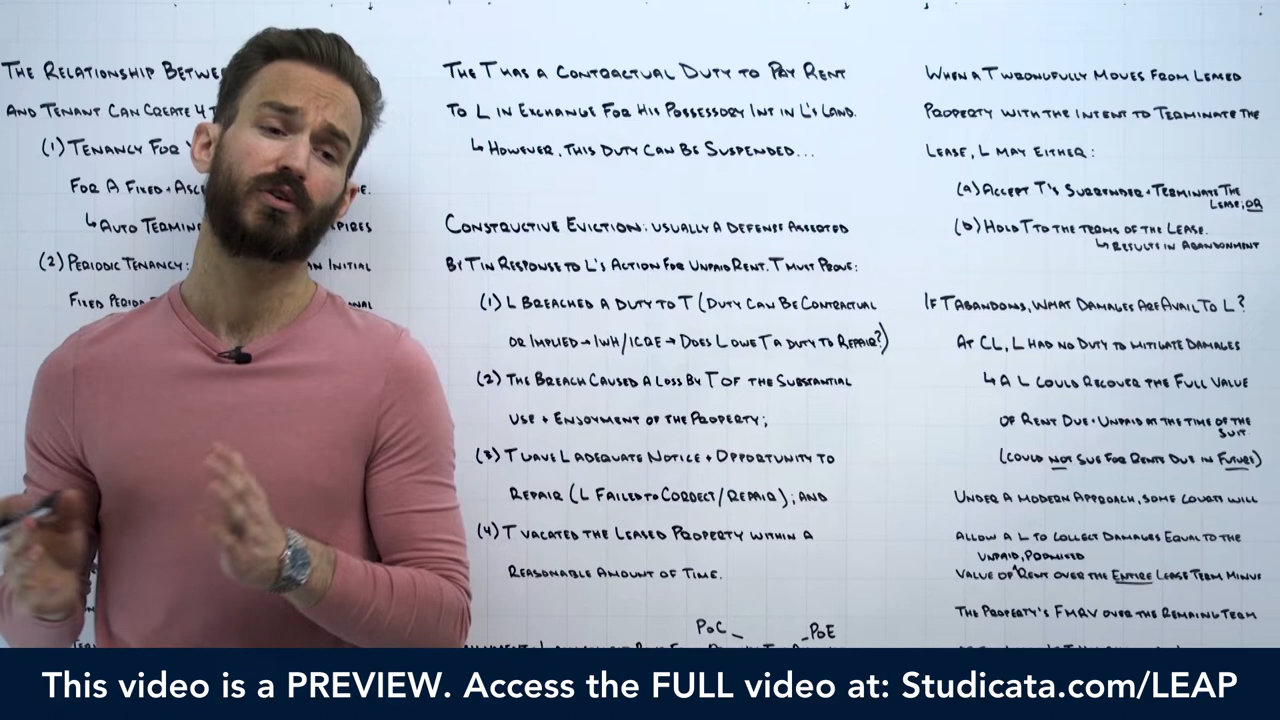 THE RELATIONSHIP BETWE
AND TENANT CAN CREATE 4 T
(1) TENANCY FOR Y
FOR A FIXED + ASCE
E.
↳ AUTO TERMIN
PIRES
(2) PERIODIC TENANCY:
AN INITIAL
FIXED PERIO
ONAL
THE T HAS A CONTRACTUAL DUTY TO PAY RENT
TO L IN EXCHANGE FOR HIS POSSESSORY INT IN L'S LAND.
↳ HOWEVER, THIS DUTY CAN BE SUSPENDED...
CONSTRUCTIVE EVICTION: USUALLY A DEFENSE ASSERTED
BY T IN RESPONSE TO L'S ACTION FOR UNPAID RENT. T MUST PROVE:
(1) L BREACHED A DUTY TO T (DUTY CAN BE CONTRACTUAL
OR IMPLIED → IWH/ICQE → DOES L OWE T A DUTY TO REPAIR?)
(2) THE BREACH CAUSED A LOSS BY T OF THE SUBSTANTIAL
USE + ENJOYMENT OF THE PROPERTY;
(3) T GAVE L ADEQUATE NOTICE + OPPORTUNITY TO
REPAIR (L FAILED TO CORRECT/REPAIR); AND
(4) T VACATED THE LEASED PROPERTY WITHIN A
REASONABLE AMOUNT OF TIME.
POC
POE
WHEN A T WRONGFULLY MOVES FROM LEASED
PROPERTY WITH THE INTENT TO TERMINATE THE
LEASE, L MAY EITHER:
(a) ACCEPT T'S SURRENDER + TERMINATE THE
LEASE; OR
(b) HOLD T TO THE TERMS OF THE LEASE.
↳ RESULTS IN ABANDONMENT
IF T ABANDONS, WHAT DAMAGES ARE AVAIL TO L?
AT CL, L HAD NO DUTY TO MITIGATE DAMAGES
↳ A L COULD RECOVER THE FULL VALUE
OF RENT DUE + UNPAID AT THE TIME OF THE
SUIT.
(COULD NOT SUE FOR RENTS DUE IN FUTURE)
UNDER A MODERN APPROACH, SOME COURTS WILL
ALLOW A L TO COLLECT DAMAGES EQUAL TO THE
UNPAID, PROMISED
VALUE OF ^ RENT OVER THE ENTIRE LEASE TERM MINUS
THE PROPERTY'S FMRV OVER THE REMAINING TERM
This video is a PREVIEW. Access the FULL video at: Studicata.com/LEAP